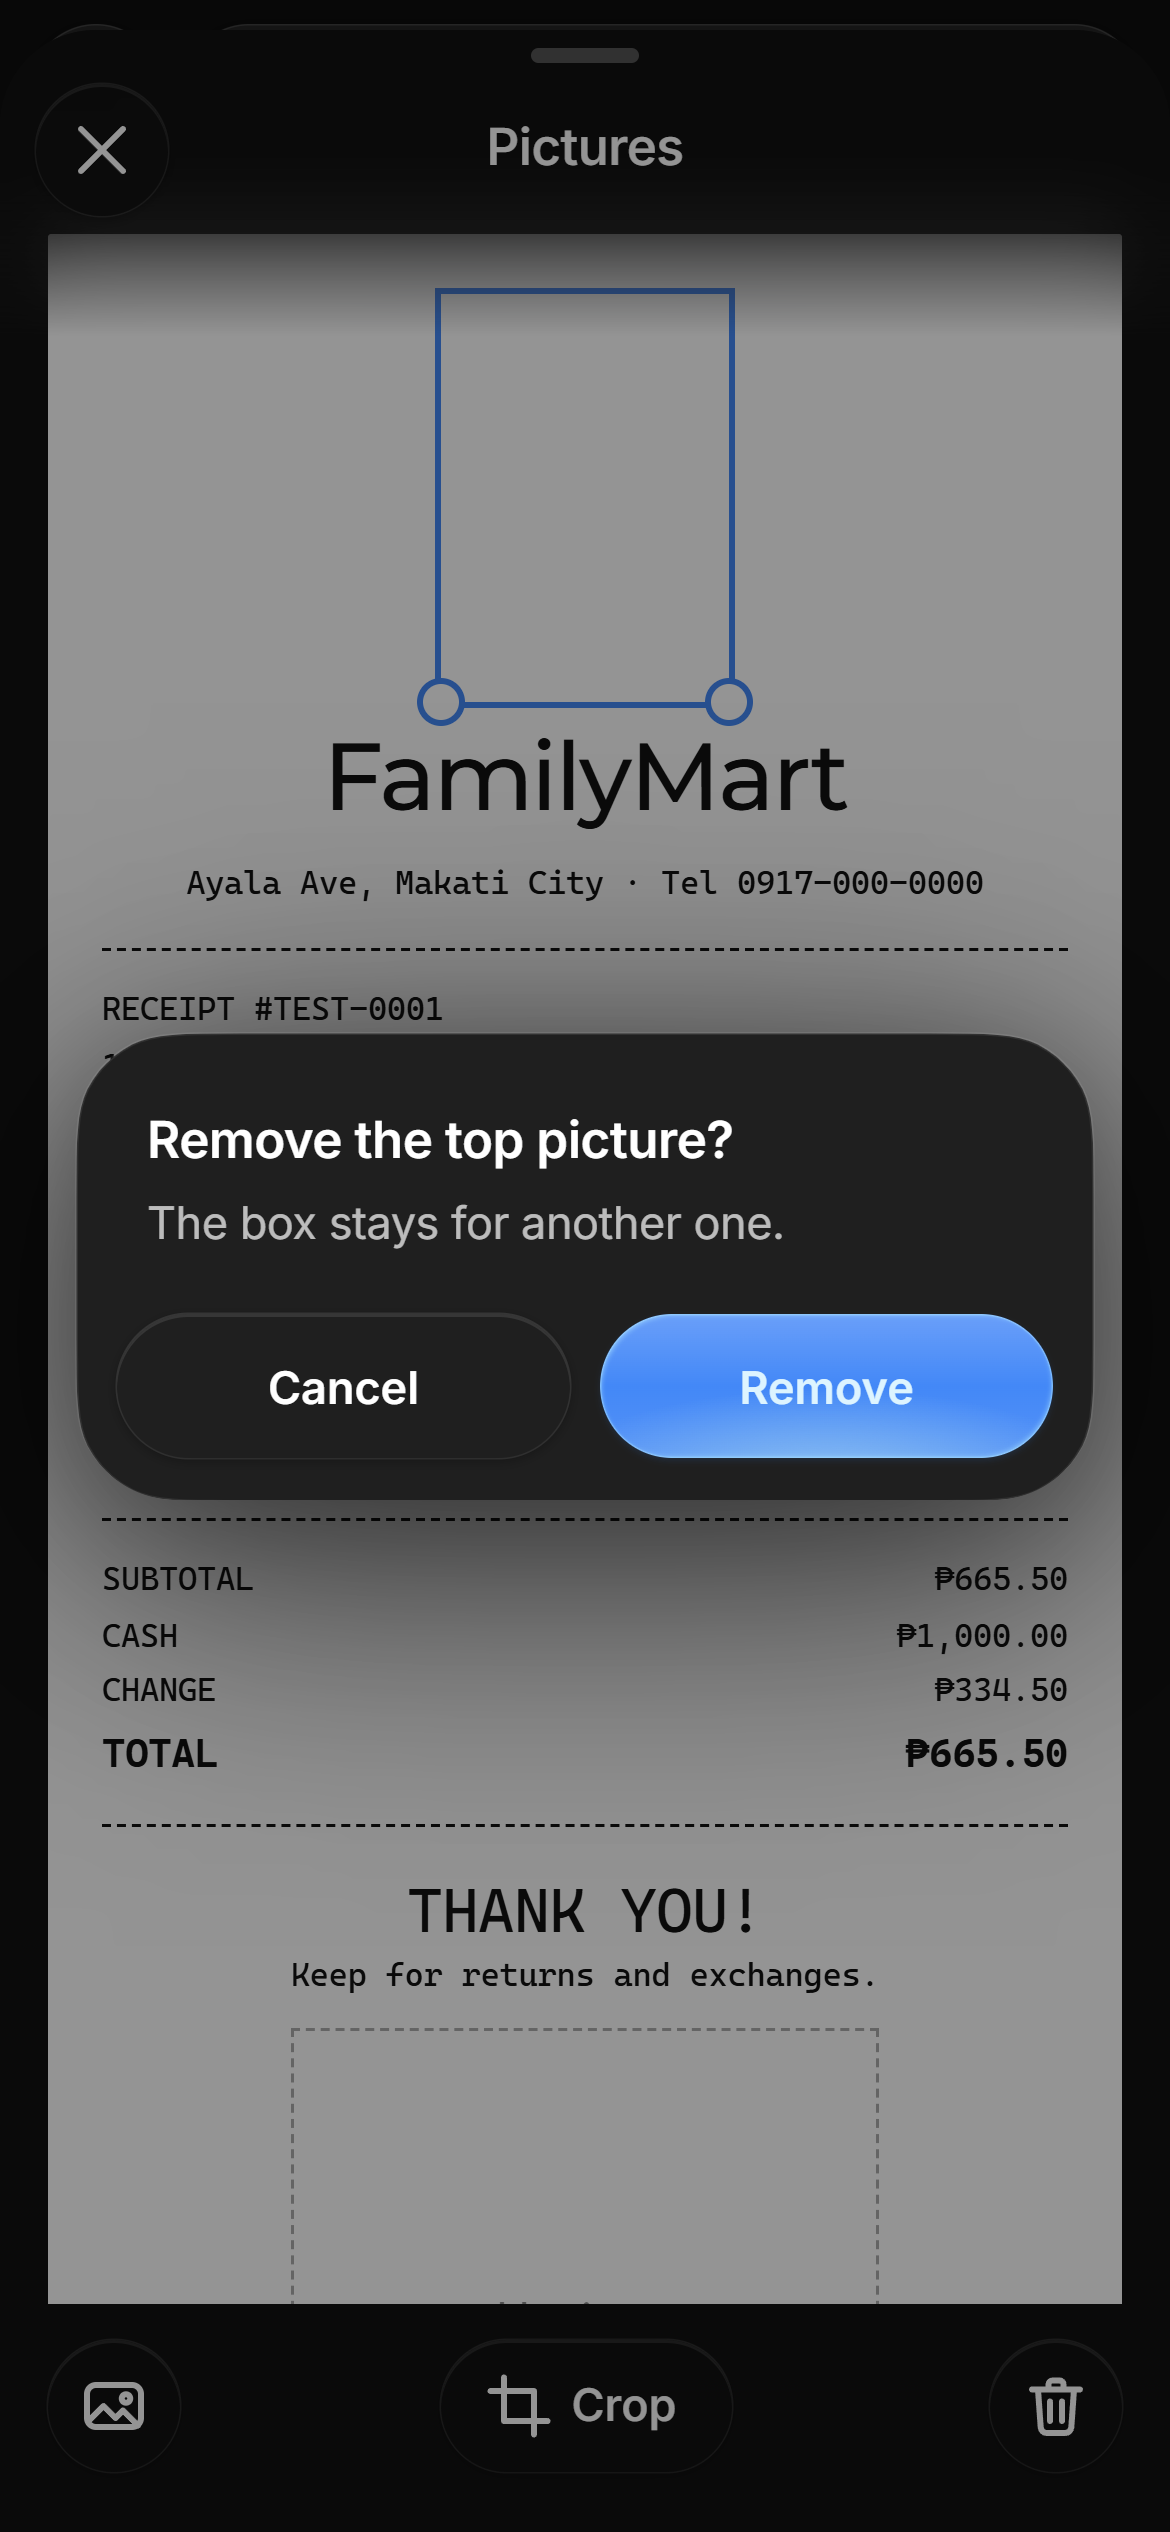 Pictures
FamilyMart
Ayala Ave, Makati City · Tel 0917-000-0000
RECEIPT #TEST-0001
Remove the top picture?
The box stays for another one.
Cancel
Remove
SUBTOTAL ₱665.50
CASH ₱1,000.00
CHANGE ₱334.50
TOTAL ₱665.50
THANK YOU!
Keep for returns and exchanges.
Crop